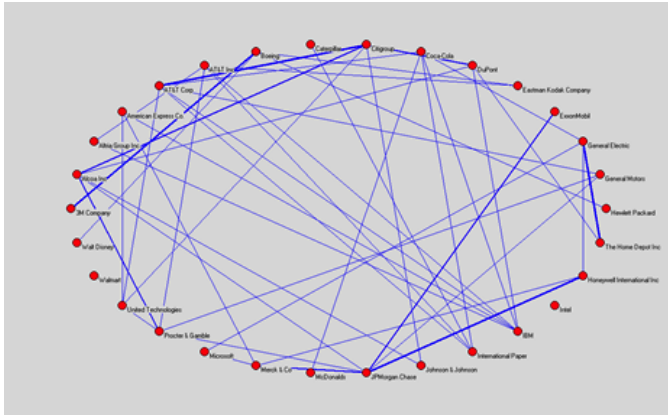 Caterpillar
Citigroup
Boeing
Coca-Cola
AT&T Inc
DuPont
AT&T Corp
Eastman Kodak Company
American Express Co
ExxonMobil
Altria Group Inc
General Electric
Alcoa Inc
General Motors
3M Company
Hewlett Packard
Walt Disney
The Home Depot Inc
Walmart
Honeywell International Inc
United Technologies
Intel
Procter & Gamble
IBM
Microsoft
International Paper
Merck & Co
McDonalds
JPMorgan Chase
Johnson & Johnson